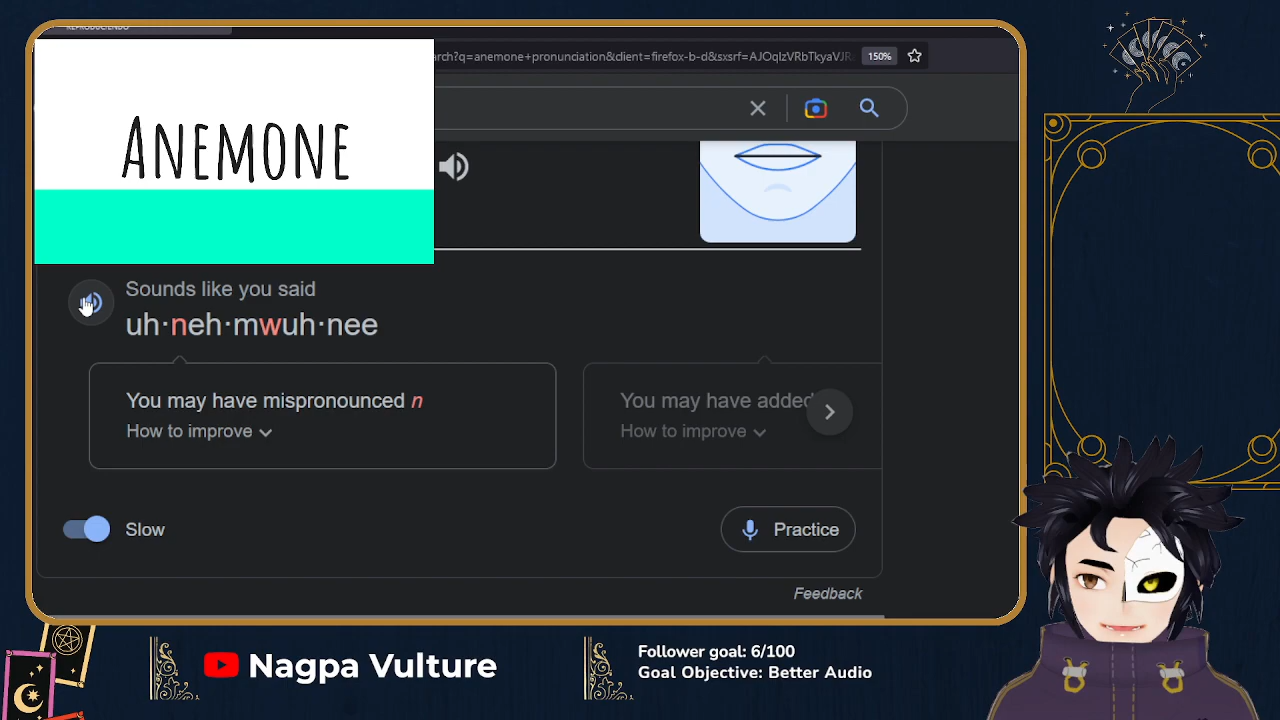 REPRODUCIENDO
arch?q=anemone+pronunciation&client=firefox-b-d&sxsrf=AJOqlzVRbTkyaVJR
150%
ANEMONE
Sounds like you said
uh·neh·mwuh·nee
You may have mispronounced n
How to improve
You may have added
How to improve
Slow
Practice
Feedback
Nagpa Vulture
Follower goal: 6/100
Goal Objective: Better Audio